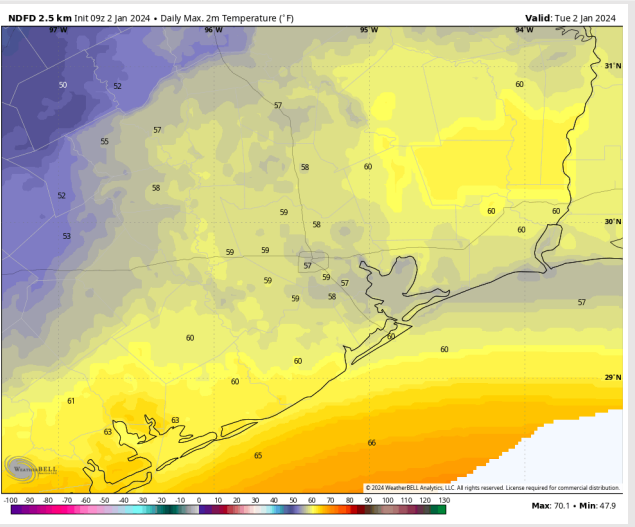 NDFD 2.5 km Init 09z 2 Jan 2024 • Daily Max. 2m Temperature (°F)
Valid: Tue 2 Jan 2024
97°W 96°W 95°W 94°W
31°N
50 52 60
57
57
55
58 60
58
52
59 60 60
58 30°N
60
53
59 59
57
59 59 57
59 58 57
60
60
60
60
60
29°N
61
63
63
66
65
WEATHERBELL
© 2024 WeatherBELL Analytics, LLC. All rights reserved. License required for commercial distribution.
-100 -90 -80 -70 -60 -50 -40 -30 -20 -10 0 10 20 30 40 50 60 70 80 90 100 110 120 130
Max: 70.1 • Min: 47.9